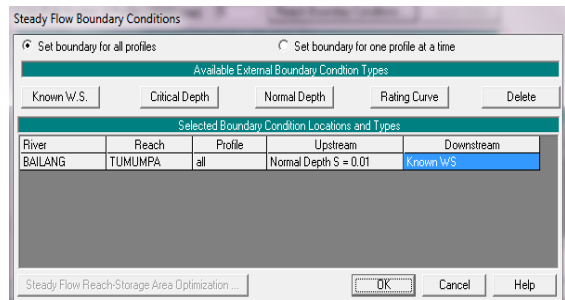 Steady Flow Boundary Conditions
Set boundary for all profiles Set boundary for one profile at a time
Available External Boundary Condtion Types
Known W.S. Critical Depth Normal Depth Rating Curve Delete
Selected Boundary Condition Locations and Types
River Reach Profile Upstream Downstream
BAILANG TUMUMPA all Normal Depth S = 0.01 Known WS
Steady Flow Reach-Storage Area Optimization ... OK Cancel Help